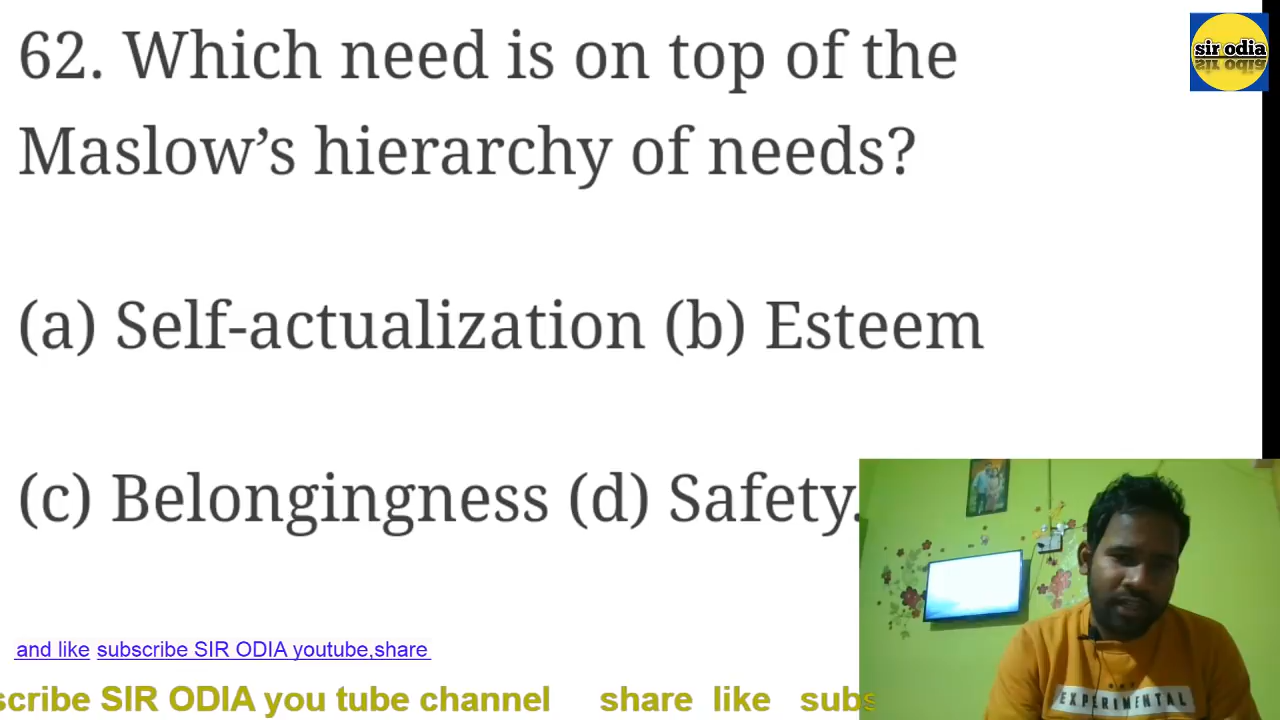 62. Which need is on top of the
Maslow’s hierarchy of needs?
(a) Self-actualization (b) Esteem
(c) Belongingness (d) Safety.
sir odia
and like subscribe SIR ODIA youtube,share
scribe SIR ODIA you tube channel share like subs
EXPERIMENTAL